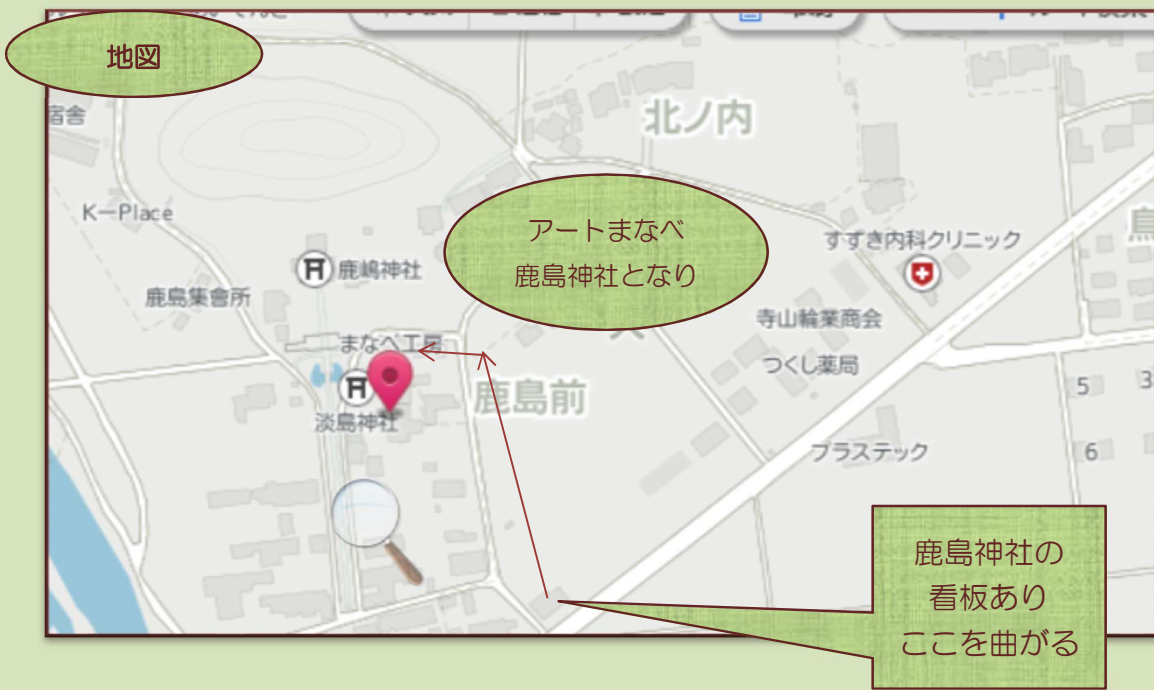 地図
宿舎
北ノ内
K-Place
アートまなべ
鹿島神社となり
すずき内科クリニック
鹿嶋神社
鹿島集會所
寺山輪業商会
まなべ工房
つくし薬局
鹿島前
淡島神社
5
3
プラステック
6
鹿島神社の
看板あり
ここを曲がる